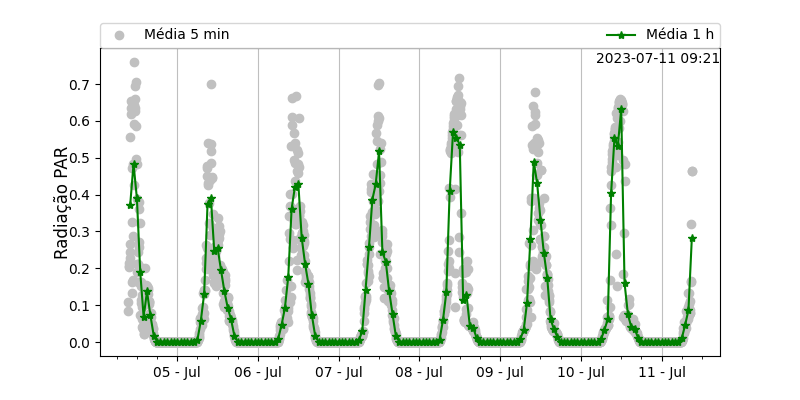 Média 5 min
Média 1 h
2023-07-11 09:21
Radiação PAR
0.7
0.6
0.5
0.4
0.3
0.2
0.1
0.0
05 - Jul
06 - Jul
07 - Jul
08 - Jul
09 - Jul
10 - Jul
11 - Jul